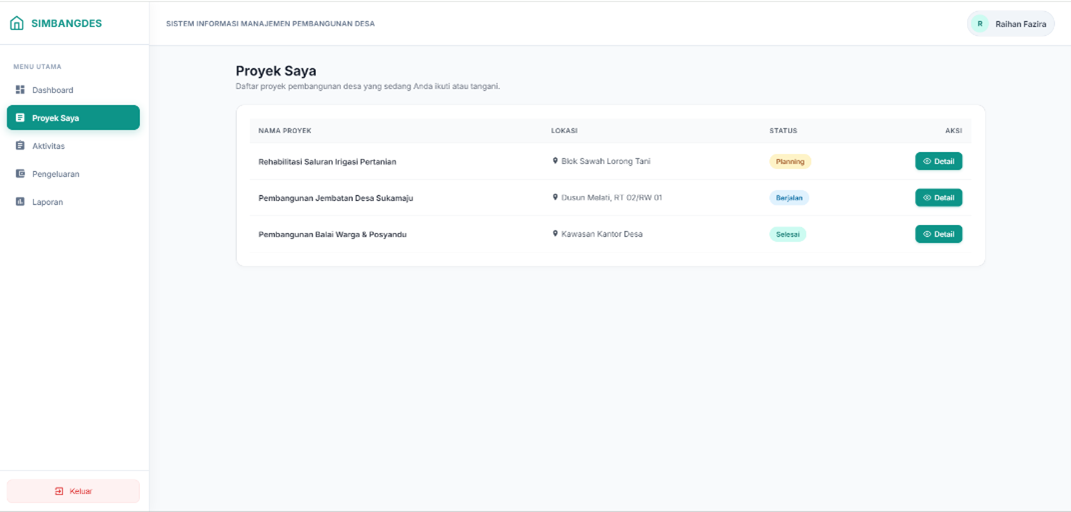 SIMBANGDES
SISTEM INFORMASI MANAJEMEN PEMBANGUNAN DESA
R Raihan Fazira
MENU UTAMA
Dashboard
Proyek Saya
Aktivitas
Pengeluaran
Laporan
Keluar
Proyek Saya
Daftar proyek pembangunan desa yang sedang Anda ikuti atau tangani.
NAMA PROYEK LOKASI STATUS AKSI
Rehabilitasi Saluran Irigasi Pertanian Blok Sawah Lorong Tani Planning Detail
Pembangunan Jembatan Desa Sukamaju Dusun Melati, RT 02/RW 01 Berjalan Detail
Pembangunan Balai Warga & Posyandu Kawasan Kantor Desa Selesai Detail